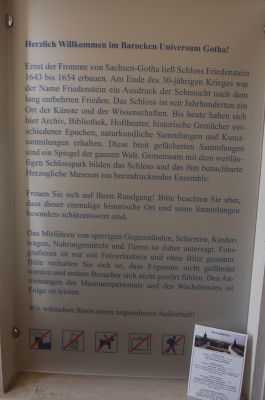 Herzlich Willkommen im Barocken Universum Gotha!
Ernst der Fromme von Sachsen-Gotha ließ Schloss Friedenstein
1643 bis 1654 erbauen. Am Ende des 30-jährigen Krieges war
der Name Friedenstein ein Ausdruck der Sehnsucht nach dem
lang entbehrten Frieden. Das Schloss ist seit Jahrhunderten ein
Ort der Künste und der Wissenschaften. Bis heute haben sich
hier Archiv, Bibliothek, Hoftheater, historische Gemächer ver-
schiedener Epochen, naturkundliche Sammlungen und Kunst-
sammlungen erhalten. Diese breit gefächerten Sammlungen
sind ein Spiegel der ganzen Welt. Gemeinsam mit dem weitläu-
figen Schlosspark bilden das Schloss und das ihm benachbarte
Herzogliche Museum ein beeindruckendes Ensemble.
Freuen Sie sich auf Ihren Rundgang! Bitte beachten Sie aber,
dass dieser einmalige historische Ort und seine Sammlungen
besonders schützenswert sind.
Das Mitführen von sperrigen Gegenständen, Schirmen, Kinder-
wagen, Nahrungsmitteln und Tieren ist daher untersagt. Foto-
grafieren ist nur mit Fotoerlaubnis und ohne Blitz gestattet.
Bitte verhalten Sie sich so, dass Exponate nicht gefährdet
werden und andere Besucher sich nicht gestört fühlen. Den An-
weisungen des Museumspersonals und des Wachdienstes ist
Folge zu leisten.
Wir wünschen Ihnen einen angenehmen Aufenthalt!